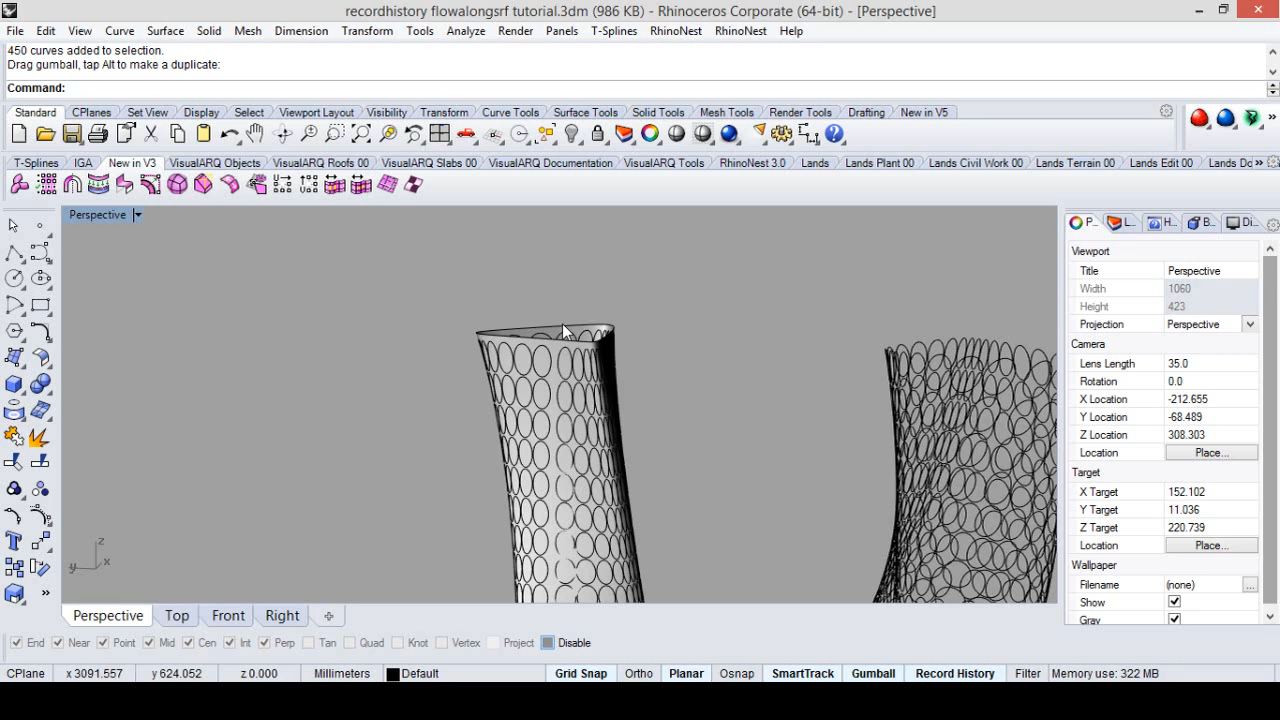 recordhistory flowalongsrf tutorial.3dm (986 KB) - Rhinoceros Corporate (64-bit) - [Perspective]
File Edit View Curve Surface Solid Mesh Dimension Transform Tools Analyze Render Panels T-Splines RhinoNest RhinoNest Help
450 curves added to selection.
Drag gumball, tap Alt to make a duplicate:
Command:
Standard CPlanes Set View Display Select Viewport Layout Visibility Transform Curve Tools Surface Tools Solid Tools Mesh Tools Render Tools Drafting New in V5
T-Splines IGA New in V3 VisualARQ Objects VisualARQ Roofs 00 VisualARQ Slabs 00 VisualARQ Documentation VisualARQ Tools RhinoNest 3.0 Lands Lands Plant 00 Lands Civil Work 00 Lands Terrain 00 Lands Edit 00 Lands Do
Perspective
P... L... H... B... Di...
Viewport
Title Perspective
Width 1060
Height 423
Projection Perspective
Camera
Lens Length 35.0
Rotation 0.0
X Location -212.655
Y Location -68.489
Z Location 308.303
Location Place...
Target
X Target 152.102
Y Target 11.036
Z Target 220.739
Location Place...
Wallpaper
Filename (none) ...
Show
Gray
z
y x
Perspective Top Front Right
End Near Point Mid Cen Int Perp Tan Quad Knot Vertex Project Disable
CPlane x 3091.557 y 624.052 z 0.000 Millimeters Default Grid Snap Ortho Planar Osnap SmartTrack Gumball Record History Filter Memory use: 322 MB